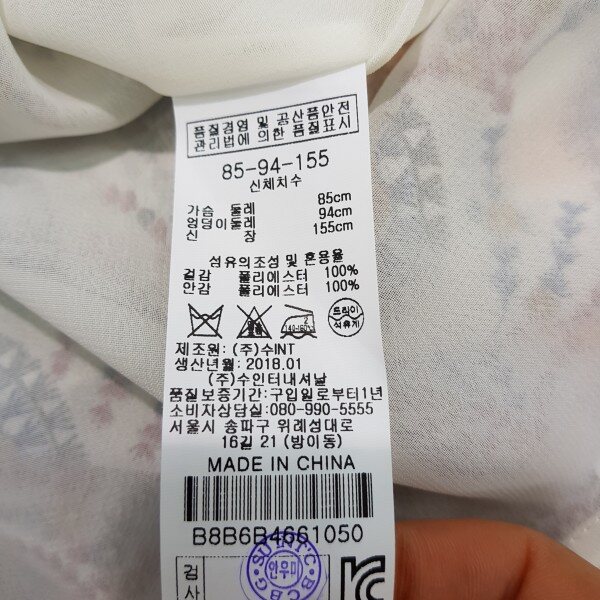 품질경영 및 공산품안전
관리법에 의한 품질표시
85-94-155
신체치수
가슴 둘레 85cm
엉덩이둘레 94cm
신 장 155cm
섬유의조성 및 혼용율
겉감 폴리에스터 100%
안감 폴리에스터 100%
드라이
석유계
제조원: (주)수INT
생산년월: 2018.01
(주)수인터내셔날
품질보증기간:구입일로부터1년
소비자상담실:080-990-5555
서울시 송파구 위례성대로
16길 21 (방이동)
MADE IN CHINA
B8B6B4661050
검
사
안우미